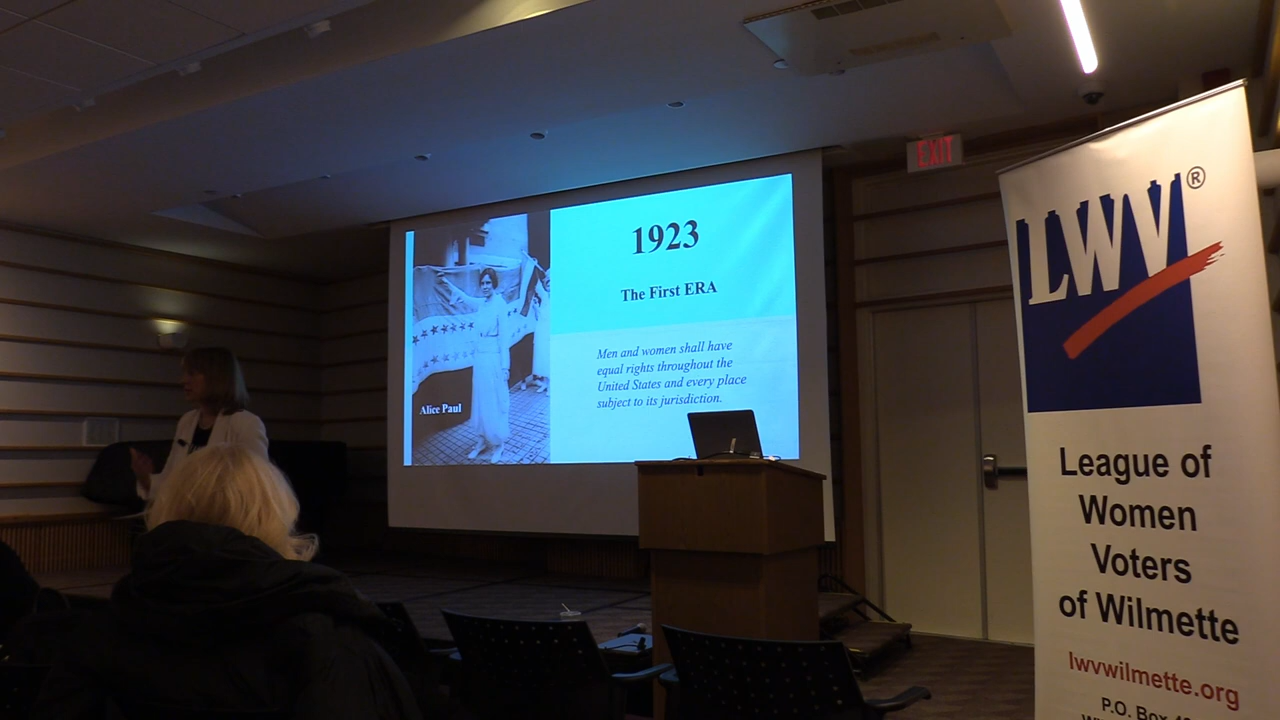 1923
The First ERA
Men and women shall have
equal rights throughout the
United States and every place
subject to its jurisdiction.
Alice Paul
EXIT
LWV®
League of
Women
Voters
of Wilmette
lwvwilmette.org
P.O. Box